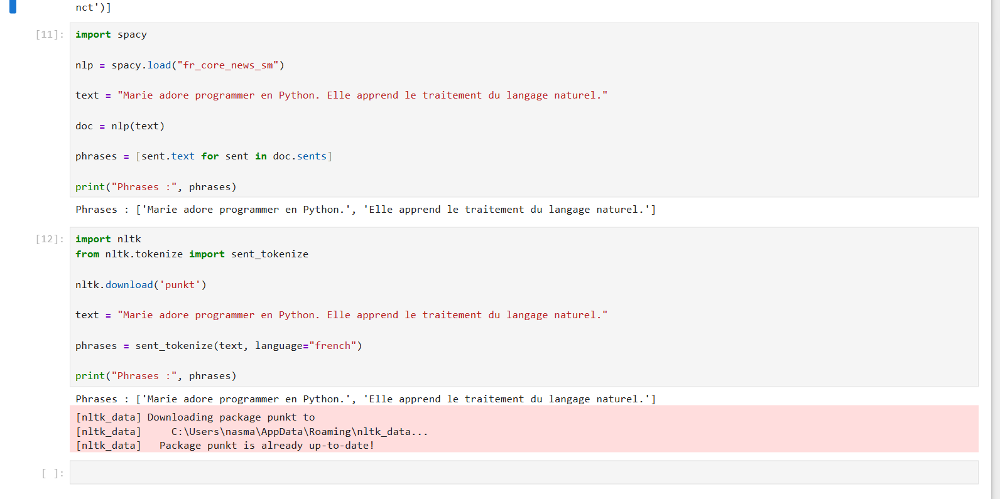 nct')]
[11]:
import spacy
nlp = spacy.load("fr_core_news_sm")
text = "Marie adore programmer en Python. Elle apprend le traitement du langage naturel."
doc = nlp(text)
phrases = [sent.text for sent in doc.sents]
print("Phrases :", phrases)
Phrases : ['Marie adore programmer en Python.', 'Elle apprend le traitement du langage naturel.']
[12]:
import nltk
from nltk.tokenize import sent_tokenize
nltk.download('punkt')
text = "Marie adore programmer en Python. Elle apprend le traitement du langage naturel."
phrases = sent_tokenize(text, language="french")
print("Phrases :", phrases)
Phrases : ['Marie adore programmer en Python.', 'Elle apprend le traitement du langage naturel.']
[nltk_data] Downloading package punkt to
[nltk_data]     C:\Users\nasma\AppData\Roaming\nltk_data...
[nltk_data]   Package punkt is already up-to-date!
[ ]: